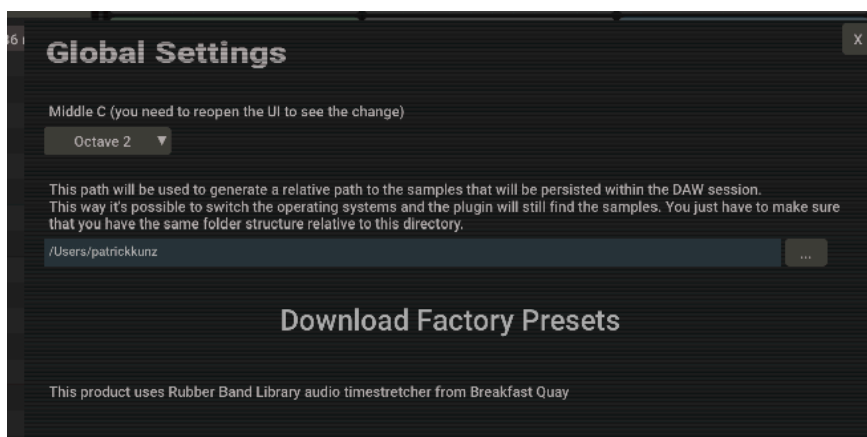 36
Global Settings
X
Middle C (you need to reopen the UI to see the change)
Octave 2
This path will be used to generate a relative path to the samples that will be persisted within the DAW session.
This way it's possible to switch the operating systems and the plugin will still find the samples. You just have to make sure
that you have the same folder structure relative to this directory.
/Users/patrickkunz
...
Download Factory Presets
This product uses Rubber Band Library audio timestretcher from Breakfast Quay